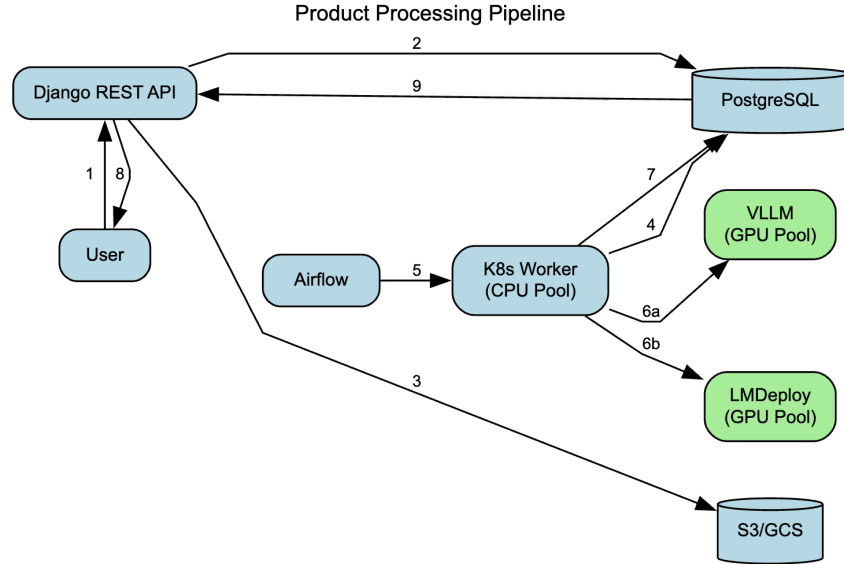 Product Processing Pipeline
2
Django REST API
9
PostgreSQL
1
8
7
4
VLLM
(GPU Pool)
User
Airflow
5
K8s Worker
(CPU Pool)
6a
6b
3
LMDeploy
(GPU Pool)
S3/GCS